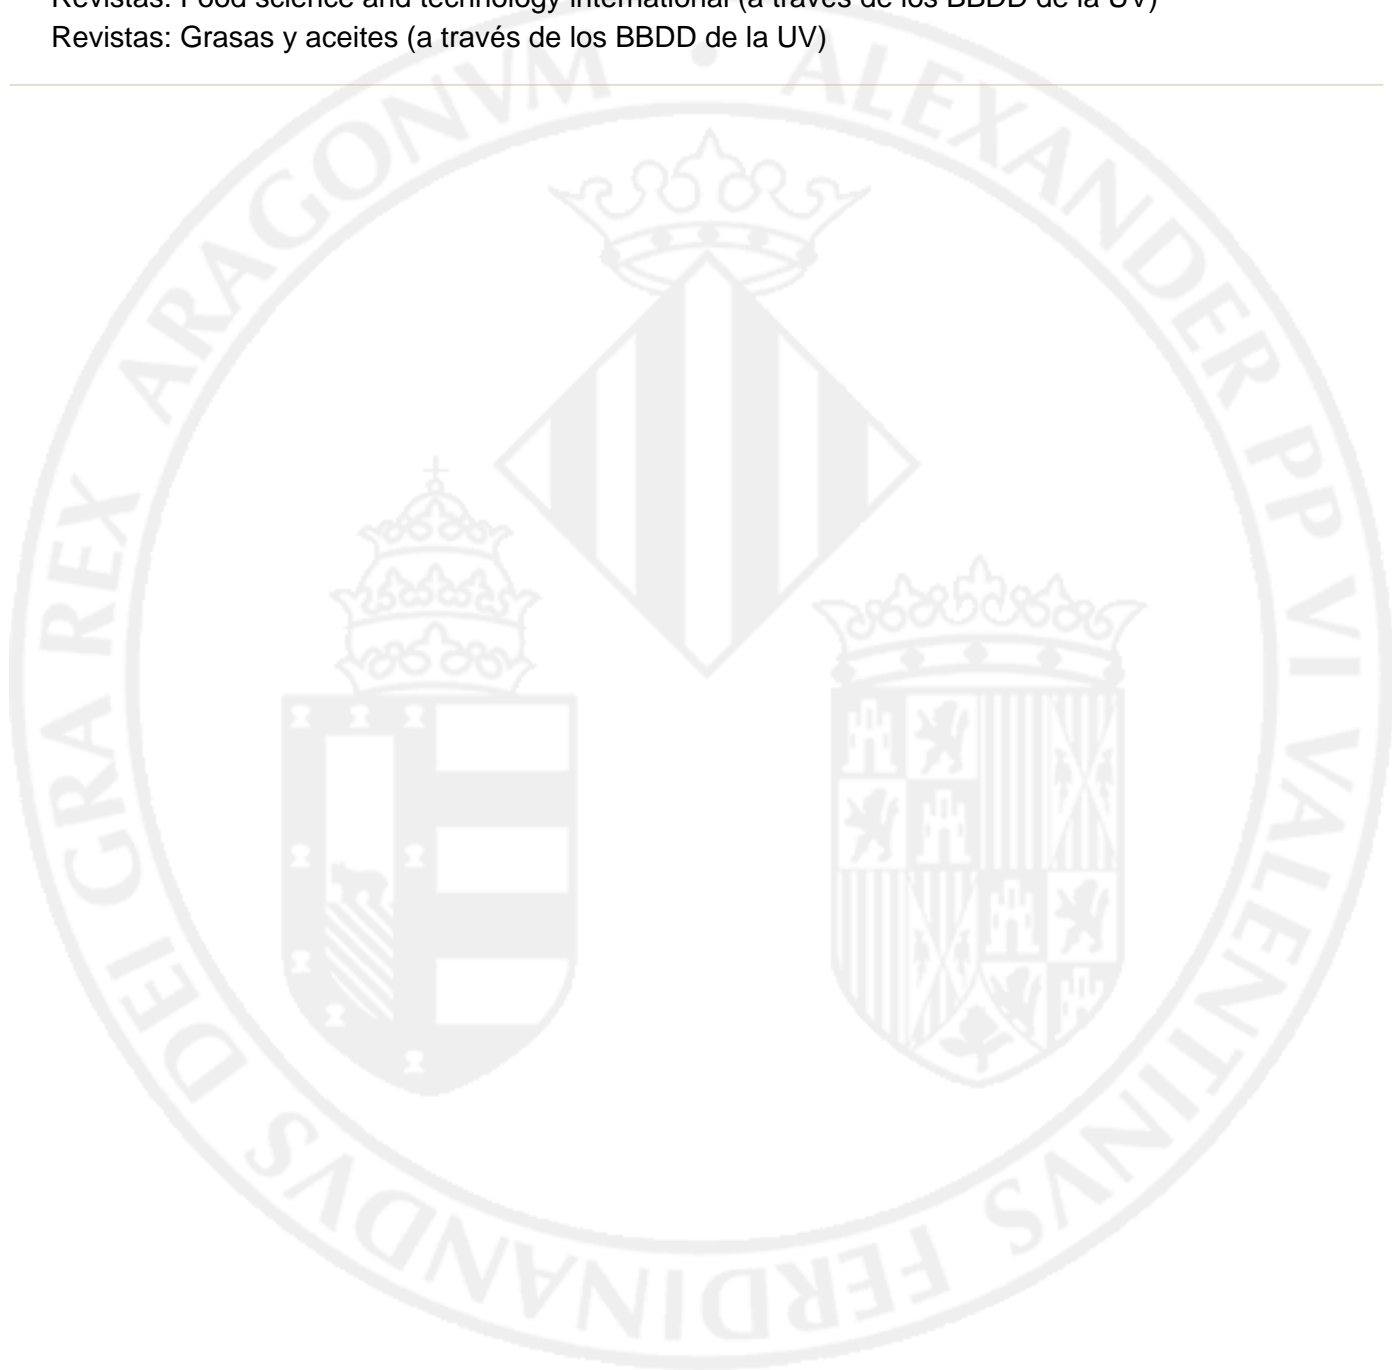 Revistas: Food science and technology international (a través de los BBDD de la UV)
Revistas: Grasas y aceites (a través de los BBDD de la UV)
ALEXANDER PP VI VALENTINVS FERDINANDVS DEI GRA REX ARAGONVM